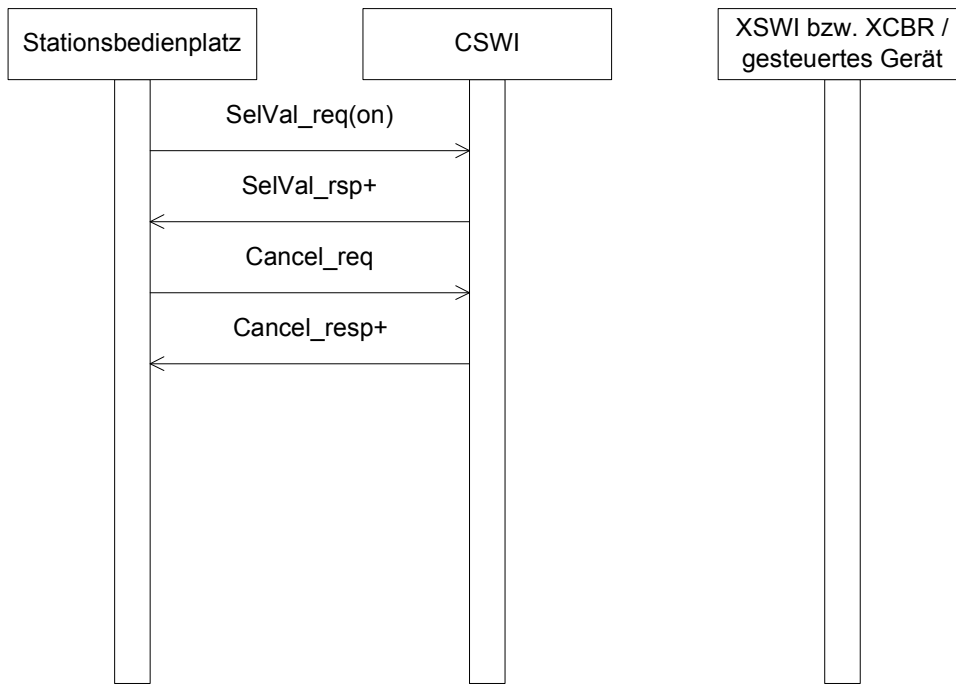 Stationsbedienplatz
CSWI
XSWI bzw. XCBR /
gesteuertes Gerät
SelVal_req(on)
SelVal_rsp+
Cancel_req
Cancel_resp+